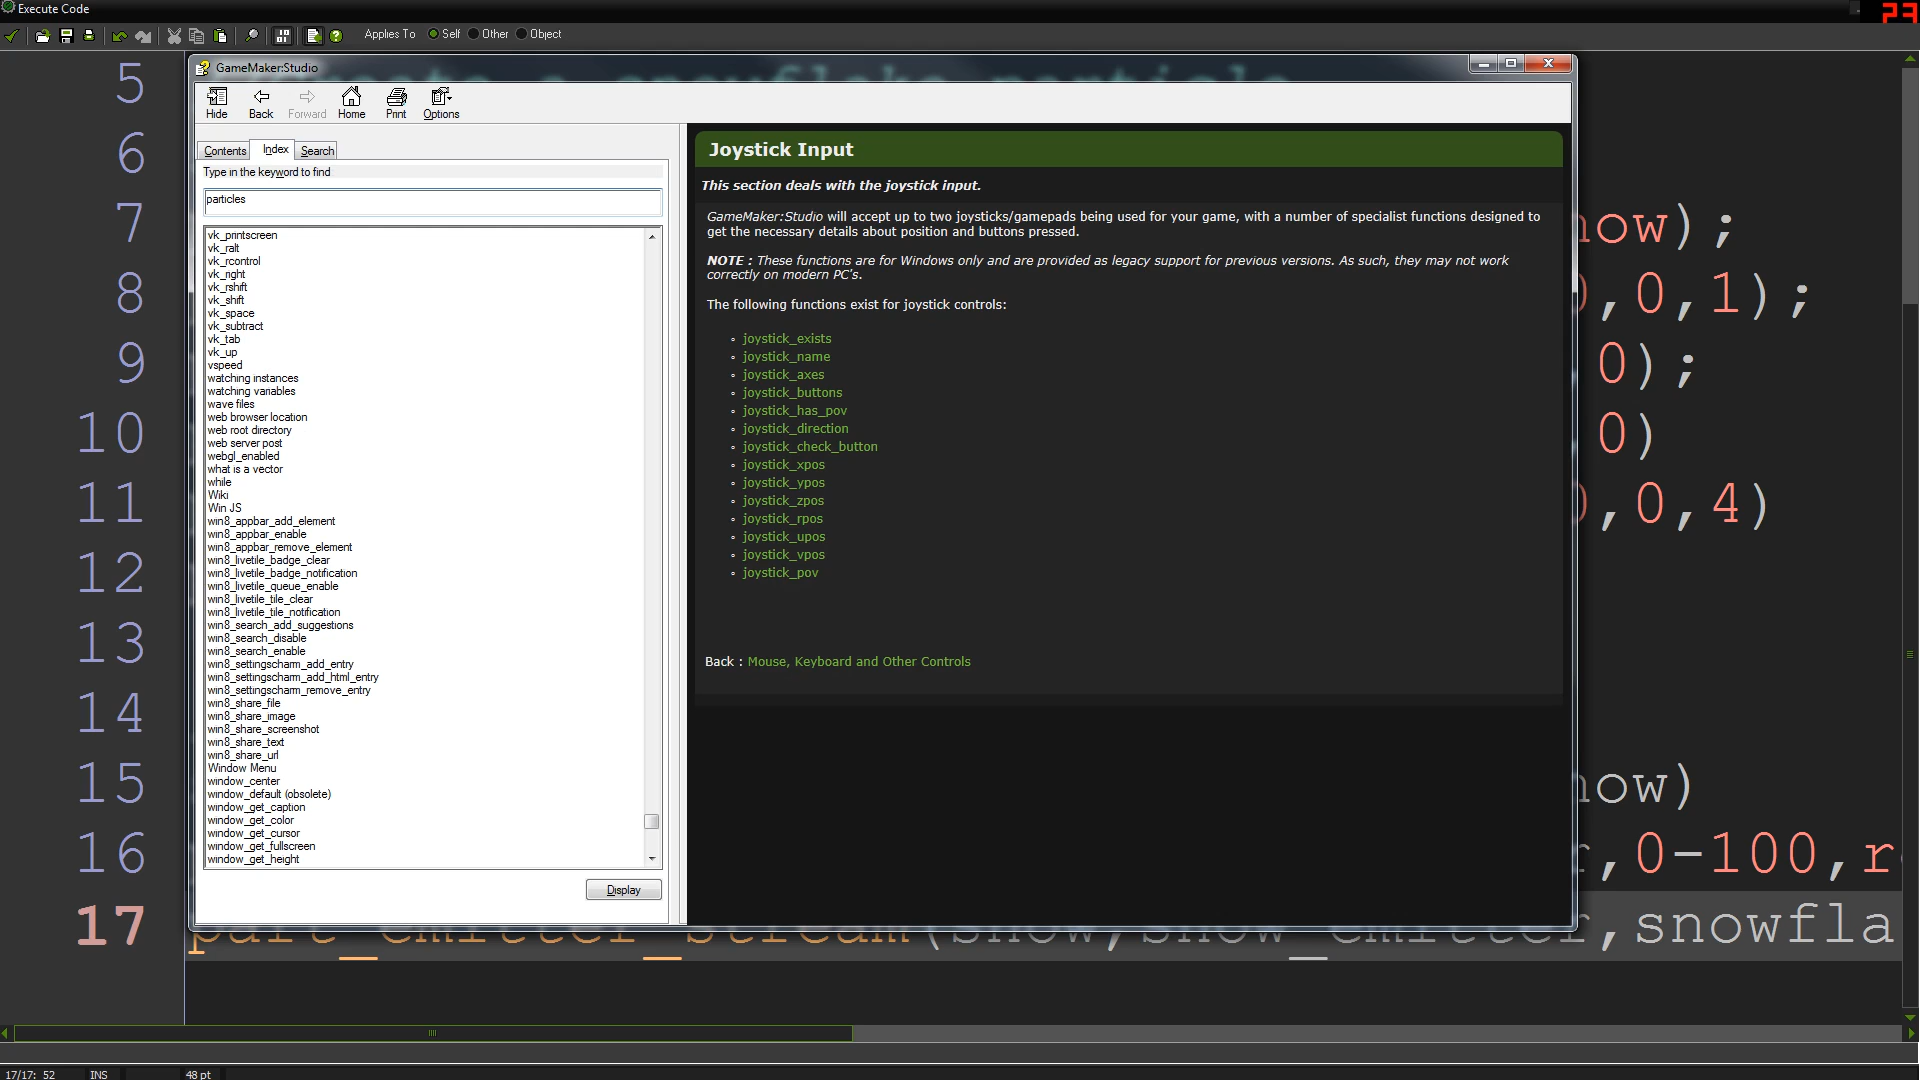 Execute Code
23
Applies To Self Other Object
GameMaker:Studio
Hide Back Forward Home Print Options
Contents Index Search
Type in the keyword to find
particles
vk_printscreen
vk_ralt
vk_rcontrol
vk_right
vk_rshift
vk_shift
vk_space
vk_subtract
vk_tab
vk_up
vspeed
watching instances
watching variables
wave files
web browser location
web root directory
web server post
webgl_enabled
what is a vector
while
Wiki
Win JS
win8_appbar_add_element
win8_appbar_enable
win8_appbar_remove_element
win8_livetile_badge_clear
win8_livetile_badge_notification
win8_livetile_queue_enable
win8_livetile_tile_clear
win8_livetile_tile_notification
win8_search_add_suggestions
win8_search_disable
win8_search_enable
win8_settingscharm_add_entry
win8_settingscharm_add_html_entry
win8_settingscharm_remove_entry
win8_share_file
win8_share_image
win8_share_screenshot
win8_share_text
win8_share_url
Window Menu
window_center
window_default (obsolete)
window_get_caption
window_get_color
window_get_cursor
window_get_fullscreen
window_get_height
Display
Joystick Input
This section deals with the joystick input.
GameMaker:Studio will accept up to two joysticks/gamepads being used for your game, with a number of specialist functions designed to
get the necessary details about position and buttons pressed.
NOTE : These functions are for Windows only and are provided as legacy support for previous versions. As such, they may not work
correctly on modern PC's.
The following functions exist for joystick controls:
joystick_exists
joystick_name
joystick_axes
joystick_buttons
joystick_has_pov
joystick_direction
joystick_check_button
joystick_xpos
joystick_ypos
joystick_zpos
joystick_rpos
joystick_upos
joystick_vpos
joystick_pov
Back : Mouse, Keyboard and Other Controls
5
6
7 now);
8 ,0,1);
9 0);
10 0)
11 ,0,4)
12
13
14
15 now)
16 ,0-100,r
17 part_emitter_stream(snow,snow_emitter,snowfla
17/17: 52 INS 48 pt